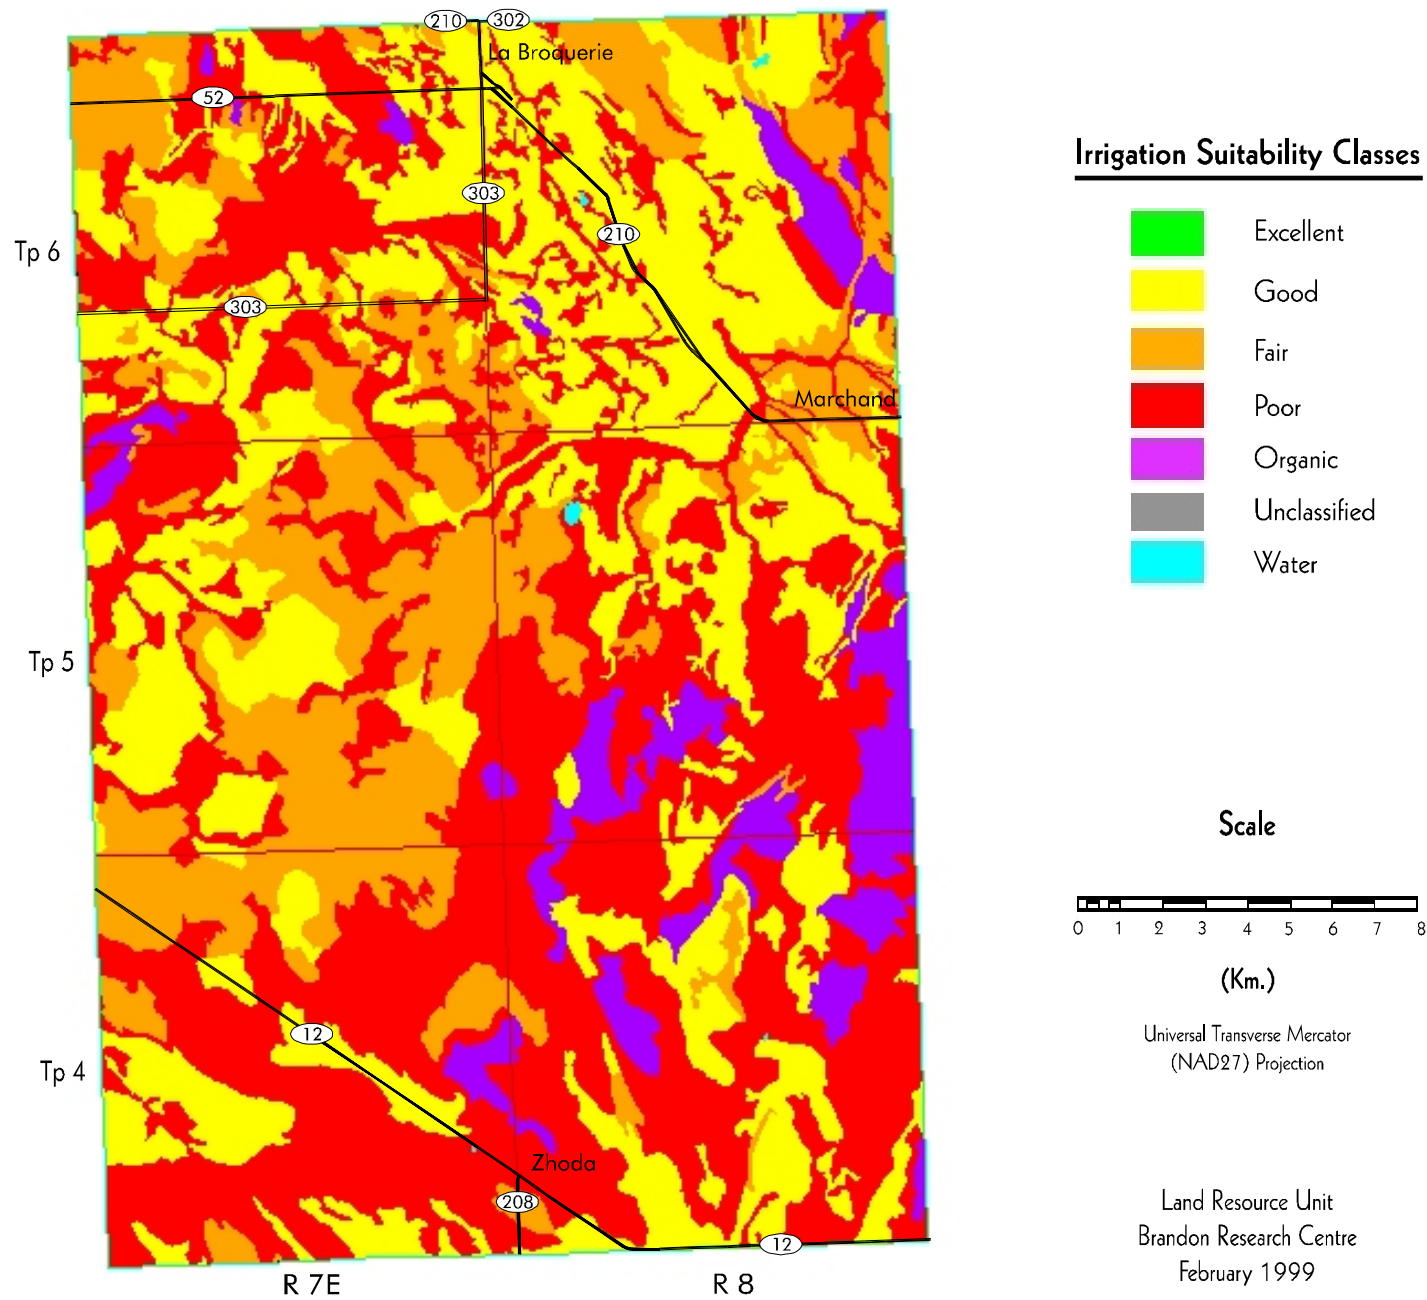 210
302
La Broquerie
52
303
210
Tp 6
303
Marchand
Tp 5
Tp 4
12
Zhoda
208
12
R 7E
R 8
Irrigation Suitability Classes
Excellent
Good
Fair
Poor
Organic
Unclassified
Water
Scale
0 1 2 3 4 5 6 7 8
(Km.)
Universal Transverse Mercator
(NAD27) Projection
Land Resource Unit
Brandon Research Centre
February 1999